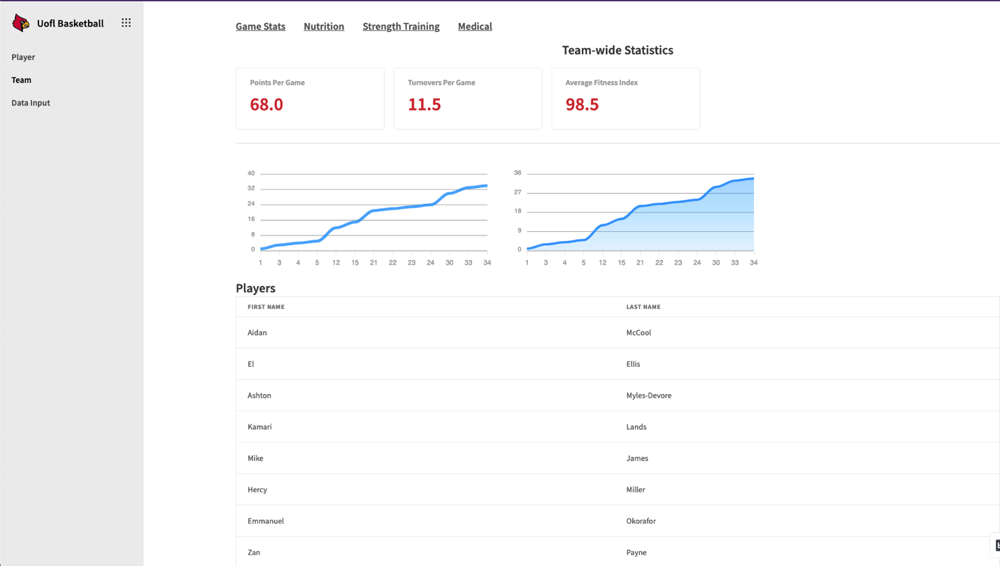 Uofl Basketball
Player
Team
Data Input
Game Stats Nutrition Strength Training Medical
Team-wide Statistics
Points Per Game
68.0
Turnovers Per Game
11.5
Average Fitness Index
98.5
40
32
24
16
8
0
1 3 4 5 12 15 21 22 23 24 30 33 34
36
27
18
9
0
1 3 4 5 12 15 21 22 23 24 30 33 34
Players
FIRST NAME LAST NAME
Aidan McCool
El Ellis
Ashton Myles-Devore
Kamari Lands
Mike James
Hercy Miller
Emmanuel Okorafor
Zan Payne